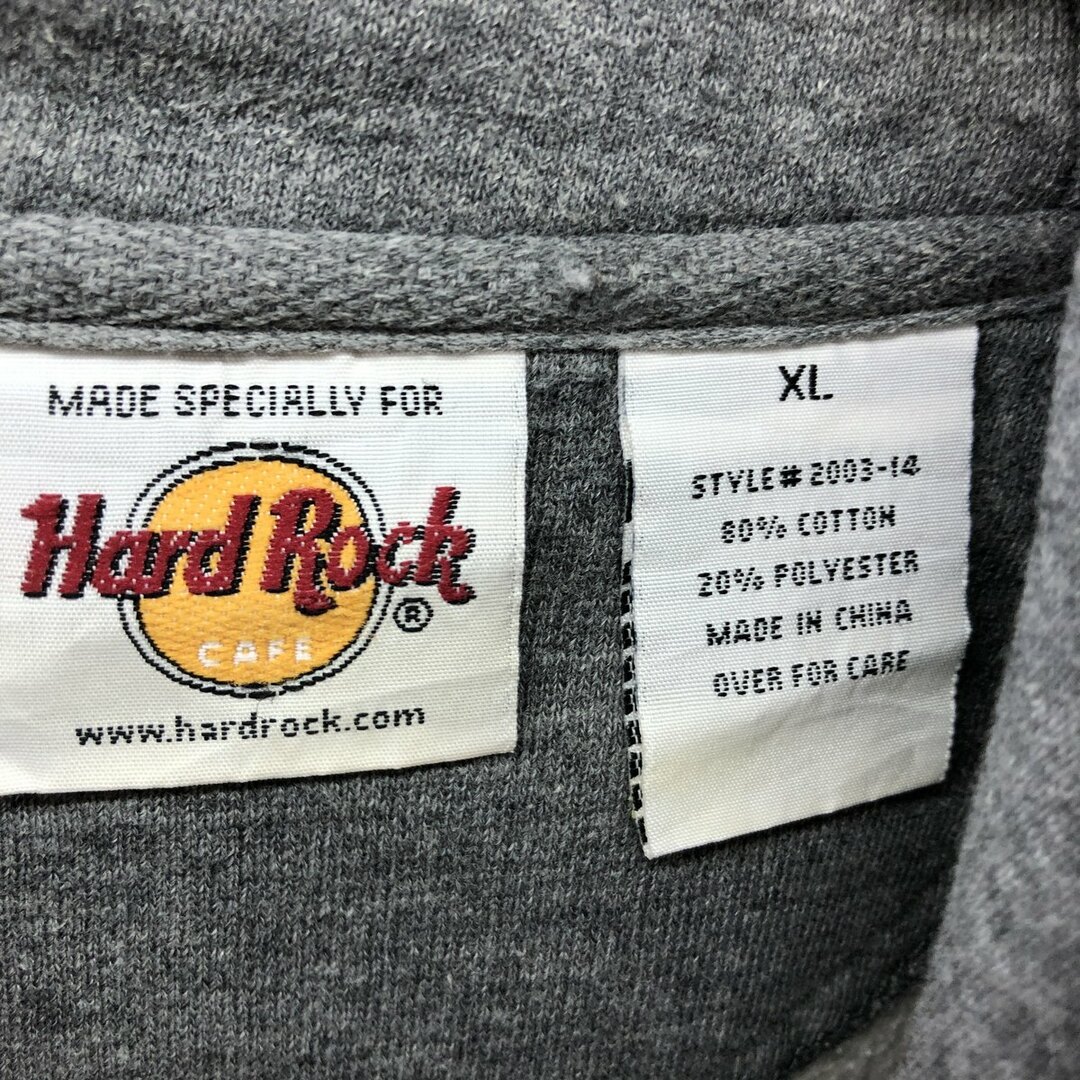 MADE SPECIALLY FOR
Hard Rock
®
CAFE
www.hardrock.com
XL
STYLE# 2003-14
80% COTTON
20% POLYESTER
MADE IN CHINA
OVER FOR CARE